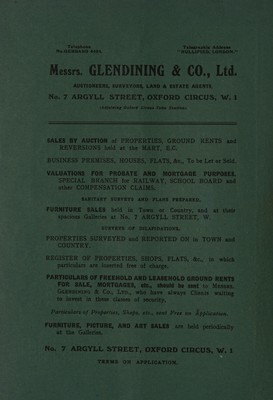 Telephone Telegraphic Address
"NULLIFIED, LONDON."
Messrs. GLENDINING & CO., Ltd.
AUCTIONEERS, SURVEYORS, LAND & ESTATE AGENTS,
No. 7 ARGYLL STREET, OXFORD CIRCUS, W. 1
(Adjoining Oxford Circus Tube Station)
SALES BY AUCTION of PROPERTIES, GROUND RENTS and
REVERSIONS held at the MART, E.C.
BUSINESS PREMISES, HOUSES, FLATS, &c., To be Let or Sold.
VALUATIONS FOR PROBATE AND MORTGAGE PURPOSES.
SPECIAL BRANCH for RAILWAY, SCHOOL BOARD and
other COMPENSATION CLAIMS.
SANITARY SURVEYS AND PLANS PREPARED.
FURNITURE SALES held in Town or Country, and at their
spacious Galleries at No. 7 ARGYLL STREET, W.
SURVEYS OF DILAPIDATIONS.
PROPERTIES SURVEYED and REPORTED ON in TOWN and
COUNTRY.
REGISTER OF PROPERTIES, SHOPS, FLATS, &c., in which
particulars are inserted free of charge.
PARTICULARS OF FREEHOLD AND LEASEHOLD GROUND RENTS
FOR SALE, MORTGAGES, etc., should be sent to Messrs.
Glendining & Co., Ltd., who have always Clients waiting
to invest in these classes of security.
Particulars of Properties, Shops, etc., sent Free on Application.
FURNITURE, PICTURE, AND ART SALES are held periodically
at the Galleries.
No. 7 ARGYLL STREET, OXFORD CIRCUS, W. 1
TERMS ON APPLICATION.